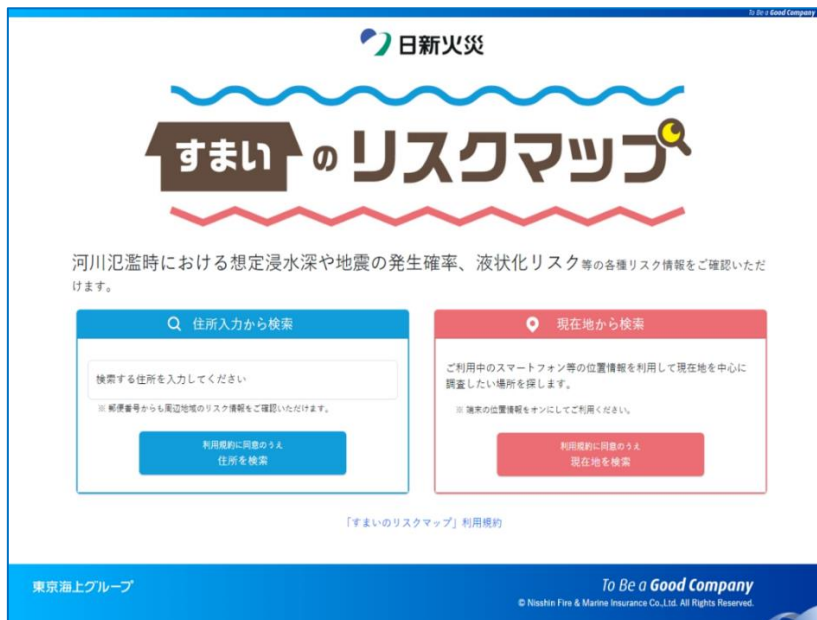 To Be a Good Company
日新火災
すまいのリスクマップ
河川氾濫時における想定浸水深や地震の発生確率、液状化リスク等の各種リスク情報をご確認いただ
けます。
住所入力から検索
検索する住所を入力してください
※ 郵便番号からも周辺地域のリスク情報をご確認いただけます。
利用規約に同意のうえ
住所を検索
現在地から検索
ご利用中のスマートフォン等の位置情報を利用して現在地を中心に
調査したい場所を探します。
※ 端末の位置情報をオンにしてご利用ください。
利用規約に同意のうえ
現在地を検索
「すまいのリスクマップ」利用規約
東京海上グループ
To Be a Good Company
© Nisshin Fire & Marine Insurance Co.,Ltd. All Rights Reserved.